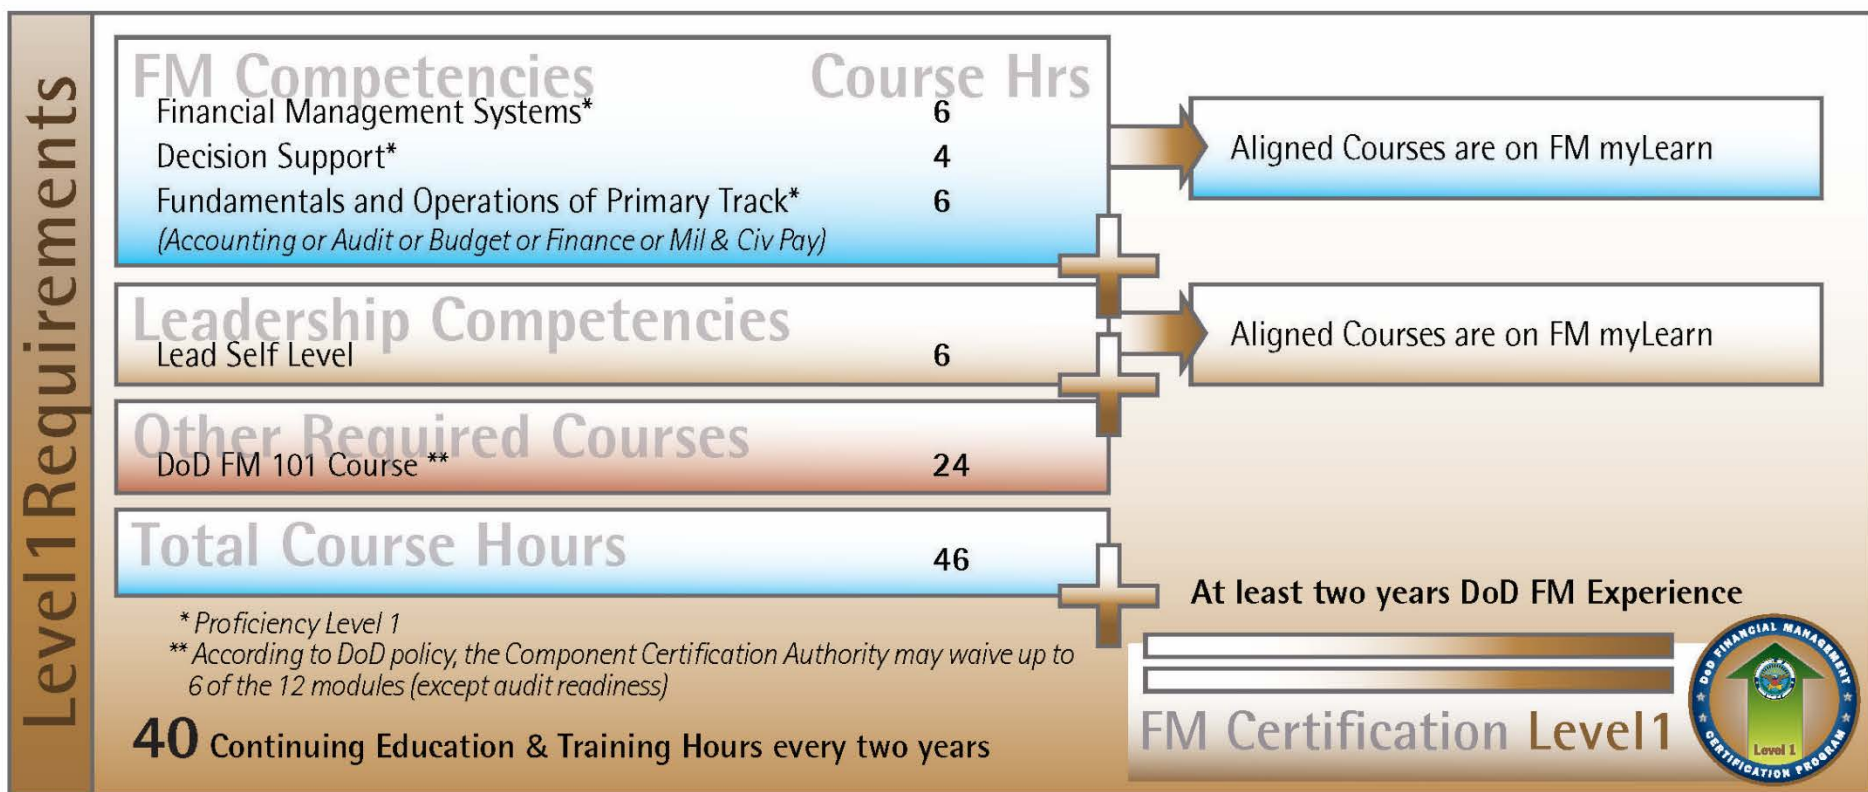 Level 1 Requirements
FM Competencies Course Hrs
Financial Management Systems* 6
Decision Support* 4
Fundamentals and Operations of Primary Track* 6
(Accounting or Audit or Budget or Finance or Mil & Civ Pay)
Aligned Courses are on FM myLearn
Leadership Competencies
Lead Self Level 6
Aligned Courses are on FM myLearn
Other Required Courses
DoD FM 101 Course ** 24
Total Course Hours 46
* Proficiency Level 1
** According to DoD policy, the Component Certification Authority may waive up to
6 of the 12 modules (except audit readiness)
40 Continuing Education & Training Hours every two years
At least two years DoD FM Experience
FM Certification Level 1
DoD FINANCIAL MANAGEMENT
CERTIFICATION PROGRAM
Level 1